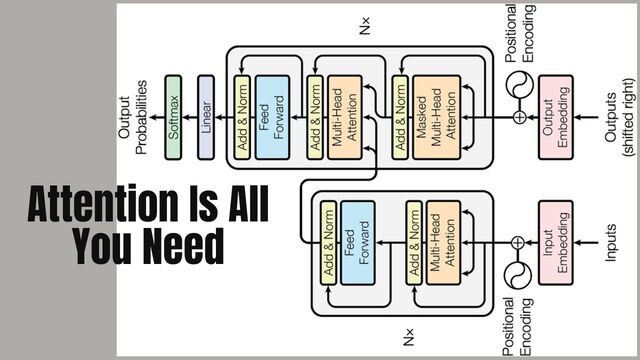 Attention Is All
You Need
Output
Probabilities
Softmax
Linear
Add & Norm
Feed
Forward
Add & Norm
Multi-Head
Attention
Add & Norm
Masked
Multi-Head
Attention
Nx
Positional
Encoding
Output
Embedding
Outputs
(shifted right)
Add & Norm
Feed
Forward
Add & Norm
Multi-Head
Attention
Nx
Positional
Encoding
Input
Embedding
Inputs